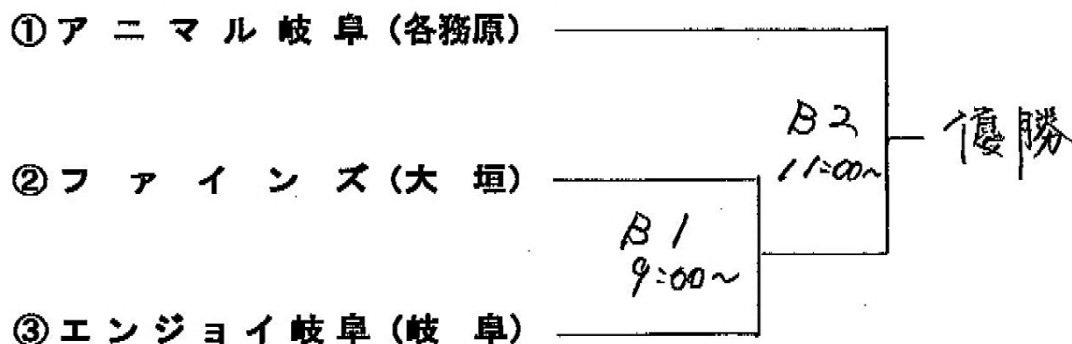 ①アニマル岐阜(各務原)
B2
11:00~
優勝
②ファインズ(大垣)
B1
9:00~
③エンジョイ岐阜(岐阜)